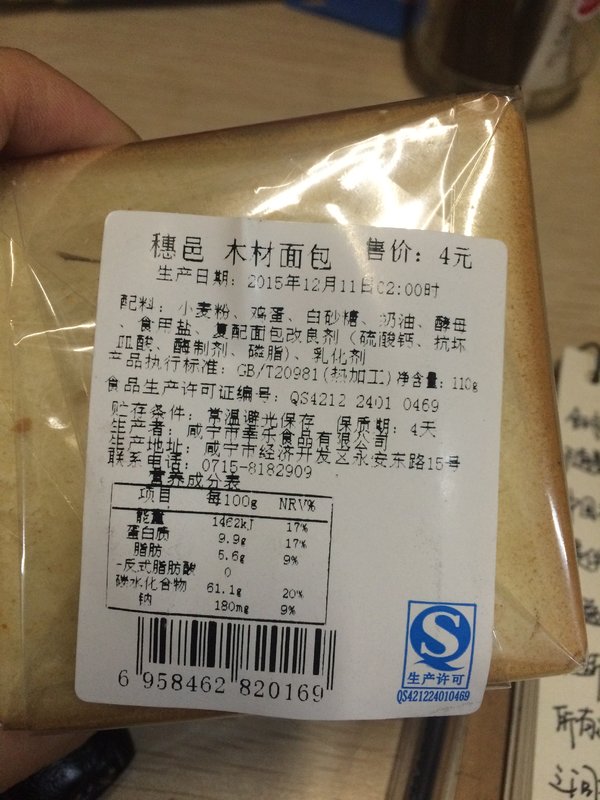 穗邑 木材面包 售价: 4元
生产日期: 2015年12月11日02:00时
配料: 小麦粉、鸡蛋、白砂糖、奶油、酵母
、食用盐、复配面包改良剂 (硫酸钙、抗坏
血酸、酶制剂、磷脂)、乳化剂
产品执行标准: GB/T20981(热加工) 净含量: 110g
食品生产许可证编号: QS4212 2401 0469
贮存条件: 常温避光保存 保质期: 4天
生产者: 咸宁市奉乐食品有限公司
生产地址: 咸宁市经济开发区永安东路15号
联系电话: 0715-8182909
营养成分表
项目 每100g NRV%
能量 1462kJ 17%
蛋白质 9.9g 17%
脂肪 5.6g 9%
-反式脂肪酸 0
碳水化合物 61.1g 20%
钠 180mg 9%
6 958462 820169
QS
生产许可
QS421224010469